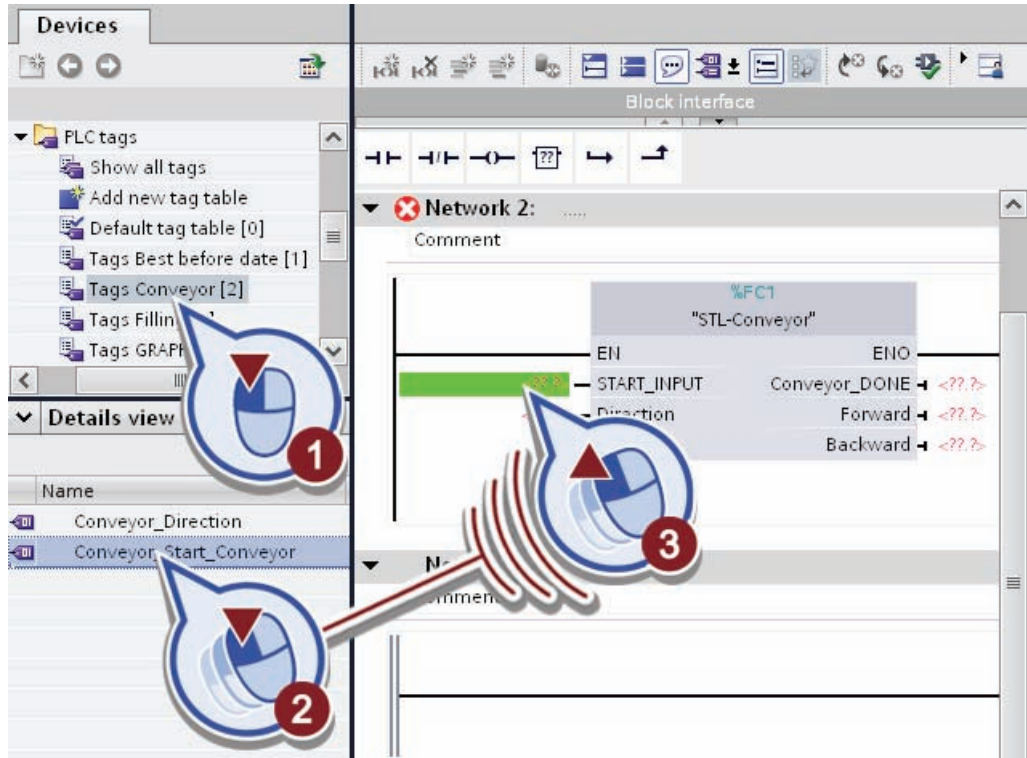 Devices
Block interface
PLC tags
Show all tags
Add new tag table
Default tag table [0]
Tags Best before date [1]
Tags Conveyor [2]
Tags
Tags
Details view
Name
Conveyor_Direction
Conveyor_Start_Conveyor
??
Network 2: .....
Comment
%FC1
"STL-Conveyor"
EN ENO
START_INPUT Conveyor_DONE <??.?>
Direction Forward <??.?>
Backward <??.?>
1
2
3